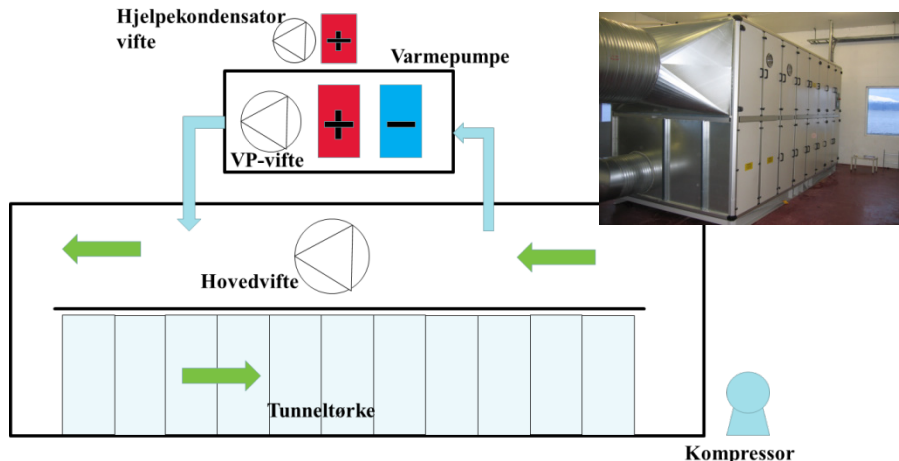 Hjelpekondensator
vifte
Varmepumpe
VP-vifte
Hovedvifte
Tunneltørke
Kompressor